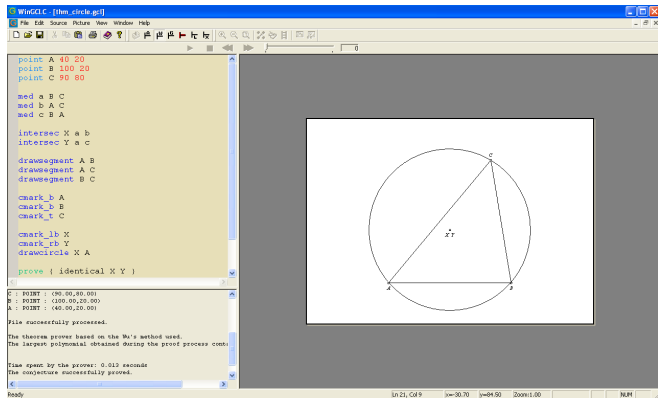 WinGCLC - [thm_circle.gcl]
File Edit Source Picture View Window Help
0
point A 40 20
point B 100 20
point C 90 80
med a B C
med b A C
med c B A
intersec X a b
intersec Y a c
drawsegment A B
drawsegment A C
drawsegment B C
cmark_b A
cmark_b B
cmark_t C
cmark_lb X
cmark_rb Y
drawcircle X A
prove { identical X Y }
C
X Y
A
B
C : POINT : (90.00,80.00)
B : POINT : (100.00,20.00)
A : POINT : (40.00,20.00)
File successfully processed.
The theorem prover based on the Wu's method used.
The largest polynomial obtained during the proof process conta
Time spent by the prover: 0.013 seconds
The conjecture successfully proved.
Ready
Ln 21, Col 9 x=-30.70 y=84.50 Zoom:1.00 NUM